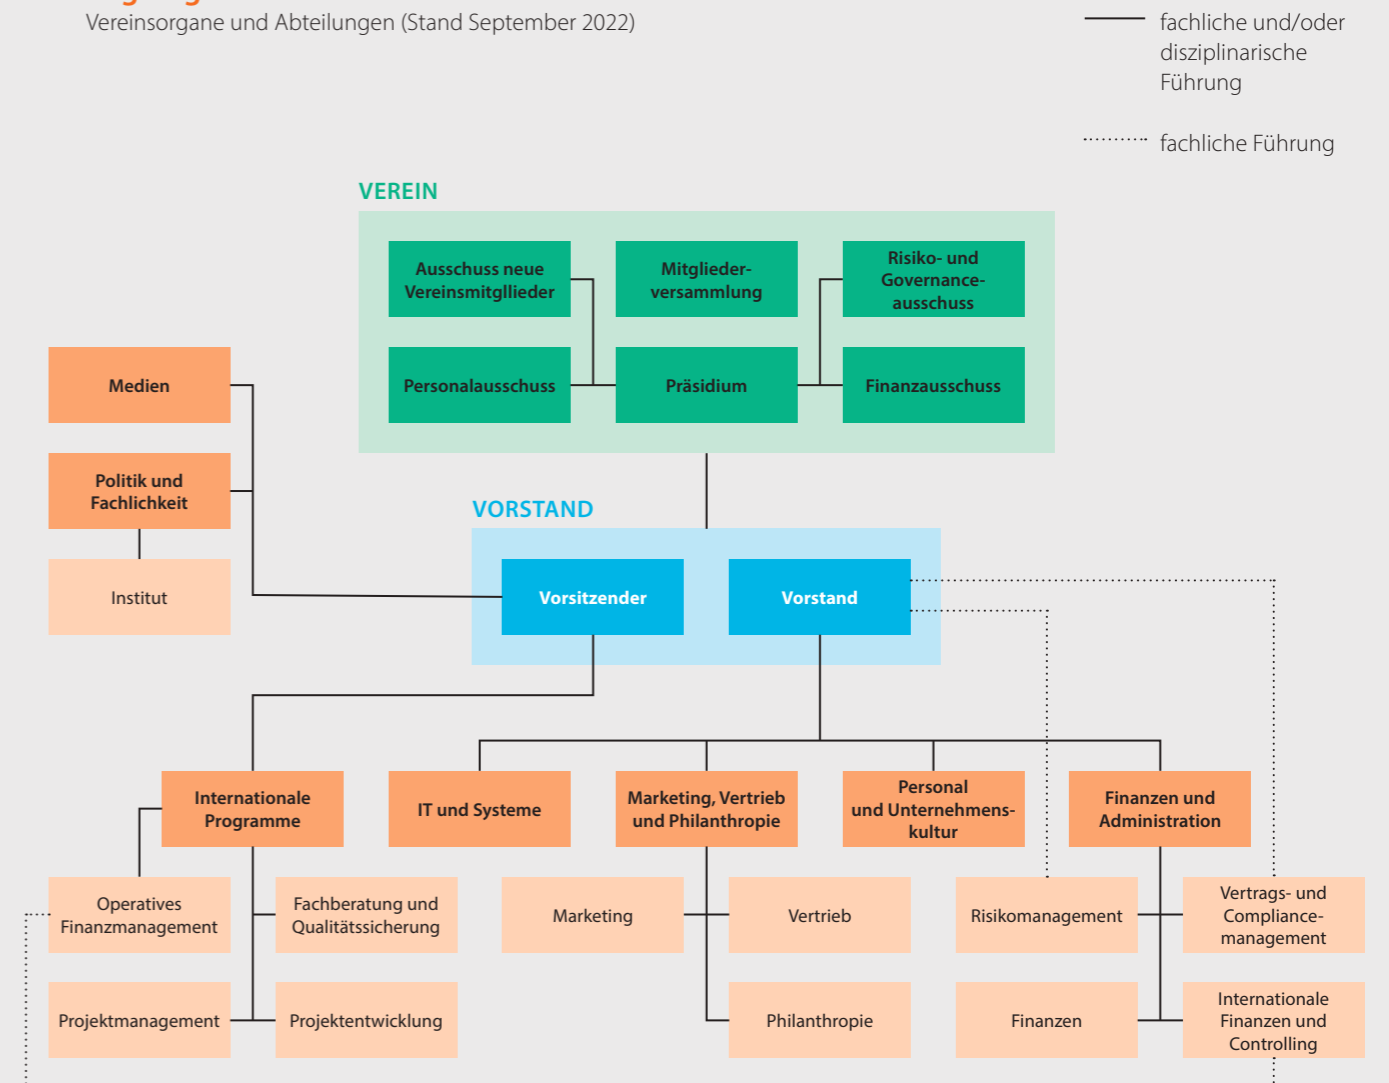 Vereinsorgane und Abteilungen (Stand September 2022)
fachliche und/oder
disziplinarische
Führung
fachliche Führung
VEREIN
Ausschuss neue
Vereinsmitgllieder
Mitglieder-
versammlung
Risiko- und
Governance-
ausschuss
Medien
Personalausschuss
Präsidium
Finanzausschuss
Politik und
Fachlichkeit
VORSTAND
Institut
Vorsitzender
Vorstand
Internationale
Programme
IT und Systeme
Marketing, Vertrieb
und Philanthropie
Personal
und Unternehmens-
kultur
Finanzen und
Administration
Operatives
Finanzmanagement
Fachberatung und
Qualitätssicherung
Marketing
Vertrieb
Risikomanagement
Vertrags- und
Compliance-
management
Projektmanagement
Projektentwicklung
Philanthropie
Finanzen
Internationale
Finanzen und
Controlling